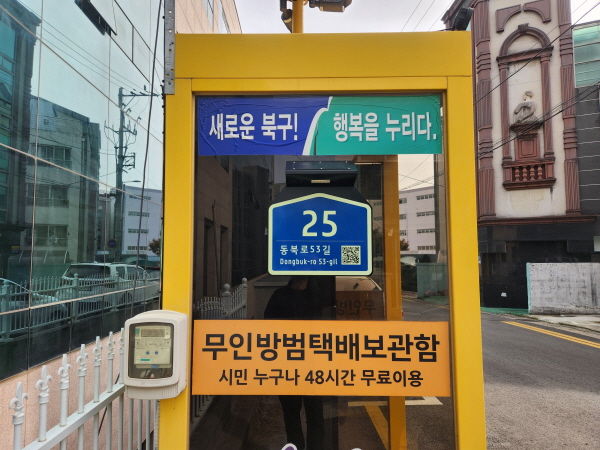 새로운 북구! 행복을 누리다.
25
동북로53길
Dongbuk-ro 53-gil
무인방범택배보관함
시민 누구나 48시간 무료이용